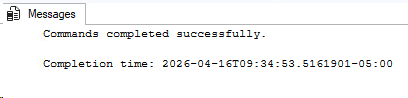 Messages
Commands completed successfully.
Completion time: 2026-04-16T09:34:53.5161901-05:00